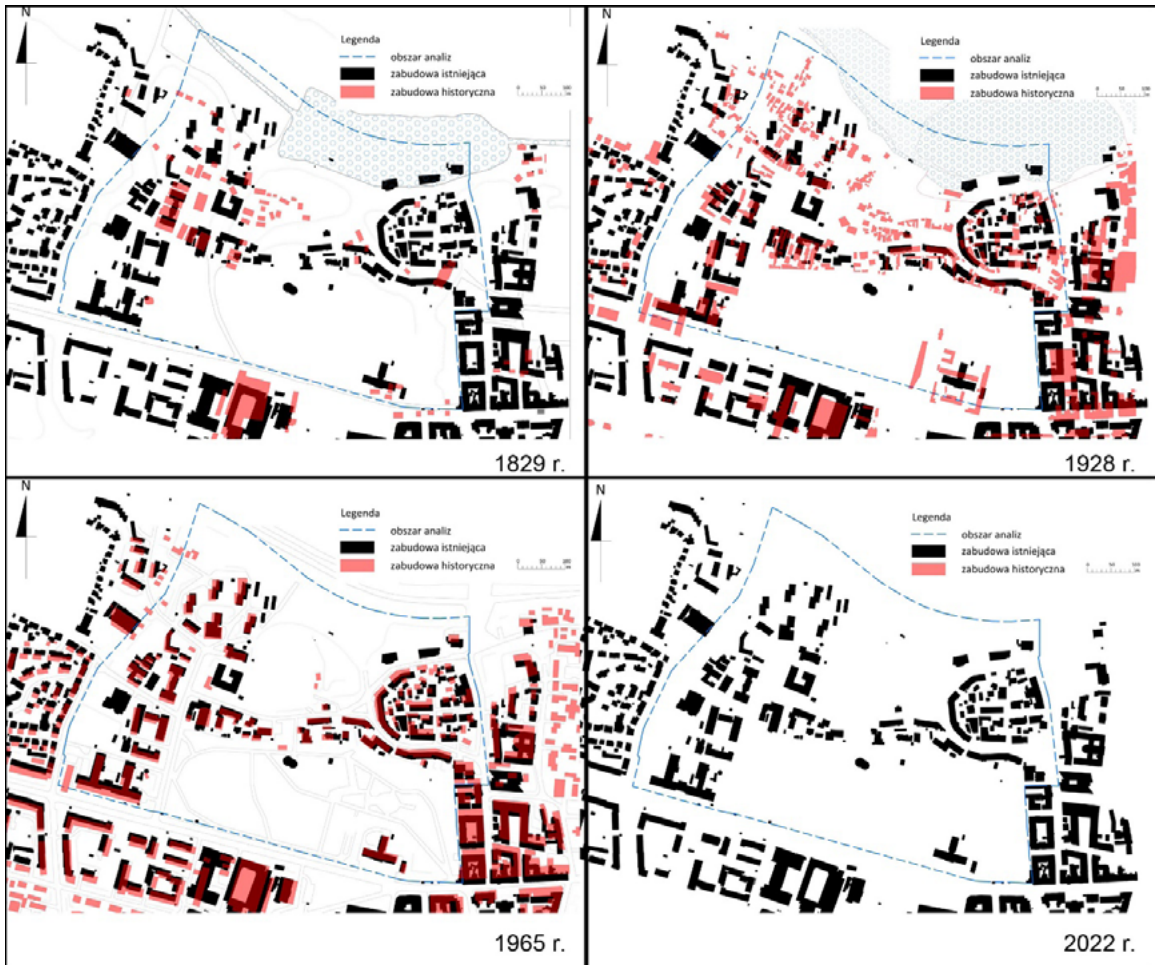 N
Legenda
obszar analiz
zabudowa istniejąca
zabudowa historyczna
1829 r.
N
Legenda
obszar analiz
zabudowa istniejąca
zabudowa historyczna
1928 r.
N
Legenda
obszar analiz
zabudowa istniejąca
zabudowa historyczna
1965 r.
N
Legenda
obszar analiz
zabudowa istniejąca
zabudowa historyczna
2022 r.